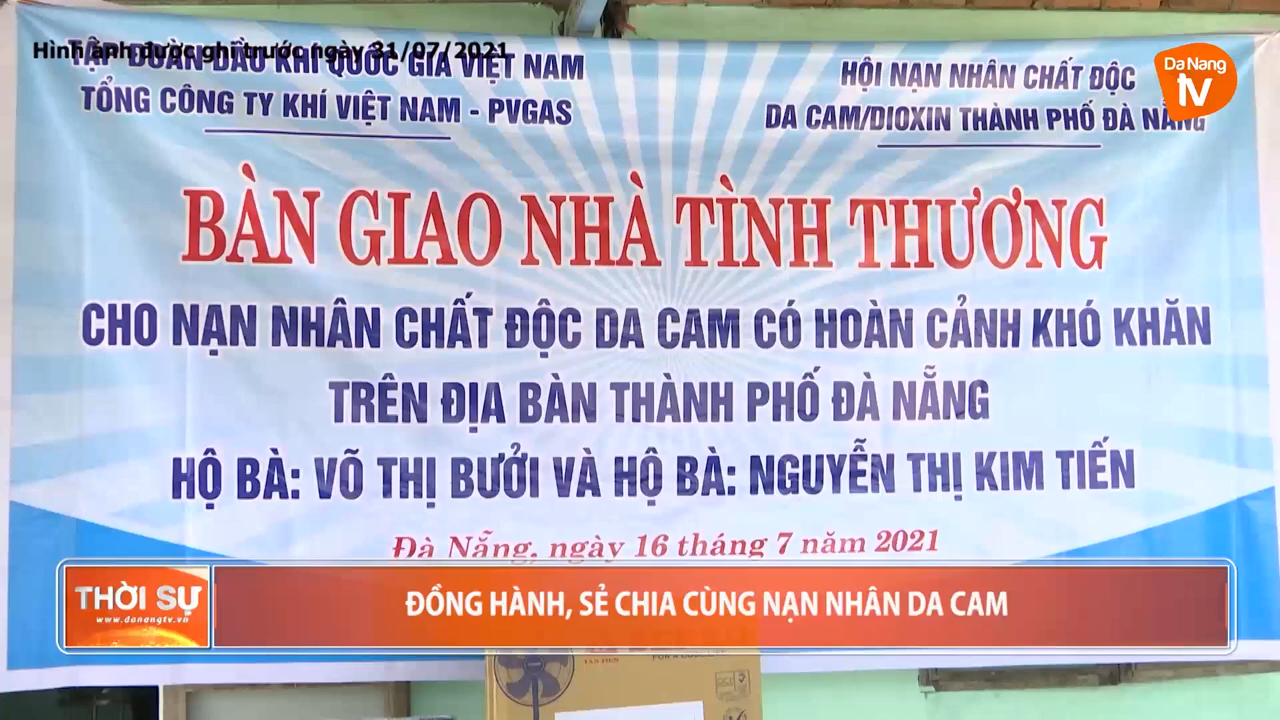 Hình ảnh được ghi trước ngày 31/07/2021
TẬP ĐOÀN DẦU KHÍ QUỐC GIA VIỆT NAM
TỔNG CÔNG TY KHÍ VIỆT NAM - PVGAS
HỘI NẠN NHÂN CHẤT ĐỘC
DA CAM/DIOXIN THÀNH PHỐ ĐÀ NẴNG
Da Nang
tv
BÀN GIAO NHÀ TÌNH THƯƠNG
CHO NẠN NHÂN CHẤT ĐỘC DA CAM CÓ HOÀN CẢNH KHÓ KHĂN
TRÊN ĐỊA BÀN THÀNH PHỐ ĐÀ NẴNG
HỘ BÀ: VÕ THỊ BƯỞI VÀ HỘ BÀ: NGUYỄN THỊ KIM TIẾN
Đà Nẵng, ngày 16 tháng 7 năm 2021
THỜI SỰ
www.danangtv.vn
ĐỒNG HÀNH, SẺ CHIA CÙNG NẠN NHÂN DA CAM